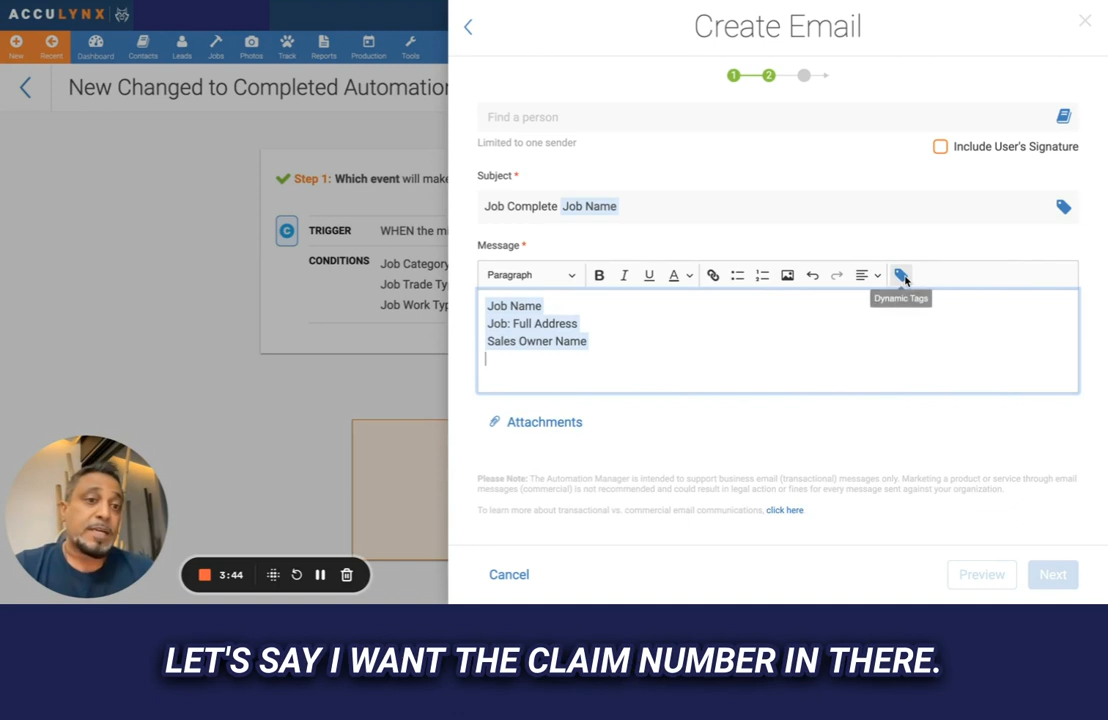 ACCULYNX
New
Recent
Dashboard
Contacts
Leads
Jobs
Photos
Track
Reports
Production
Tools
New Changed to Completed Automation
Step 1: Which event will make
TRIGGER WHEN the m
CONDITIONS Job Category
Job Trade Ty
Job Work Typ
3:44
Create Email
1 2
Find a person
Limited to one sender
Include User's Signature
Subject *
Job Complete Job Name
Message *
Paragraph B I U A
Dynamic Tags
Job Name
Job: Full Address
Sales Owner Name
Attachments
Please Note: The Automation Manager is intended to support business email (transactional) messages only. Marketing a product or service through email
messages (commercial) is not recommended and could result in legal action or fines for every message sent against your organization.
To learn more about transactional vs. commercial email communications, click here
Cancel
Preview
Next
LET'S SAY I WANT THE CLAIM NUMBER IN THERE.